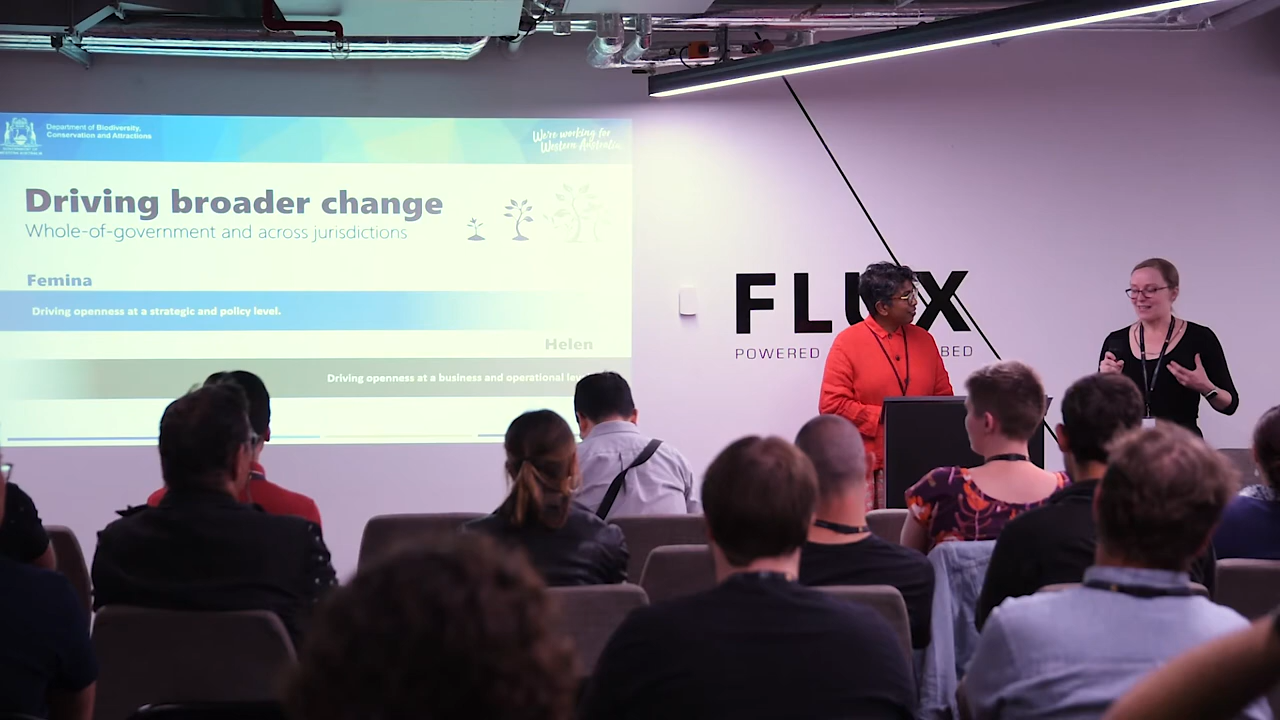 Department of Biodiversity,
Conservation and Attractions
We're working for
Western Australia
Driving broader change
Whole-of-government and across jurisdictions
Femina
Driving openness at a strategic and policy level.
Helen
Driving openness at a business and operational
FLUX
POWERED
BED